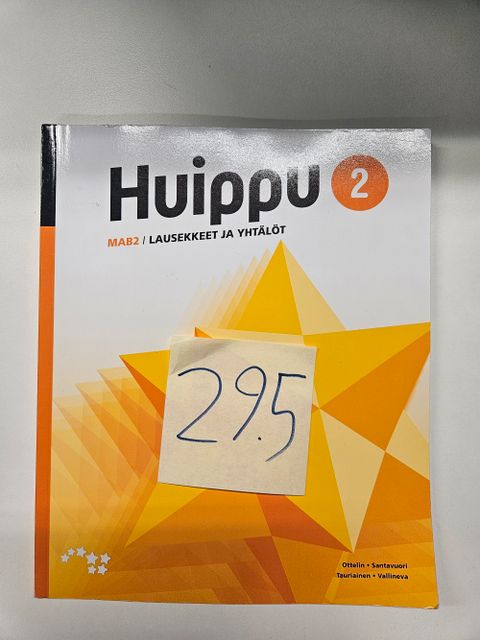 Huippu 2
MAB2 / LAUSEKKEET JA YHTÄLÖT
29.5
Ottelin • Santavuori
Tauriainen • Vallineva